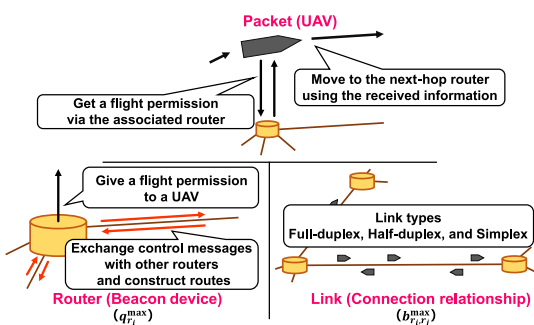 Packet (UAV)
Get a flight permission
via the associated router
Move to the next-hop router
using the received information
Give a flight permission
to a UAV
Exchange control messages
with other routers
and construct routes
Router (Beacon device)
(q_{r_i}^{max})
Link types
Full-duplex, Half-duplex, and Simplex
Link (Connection relationship)
(b_{r_i,r_i}^{max})